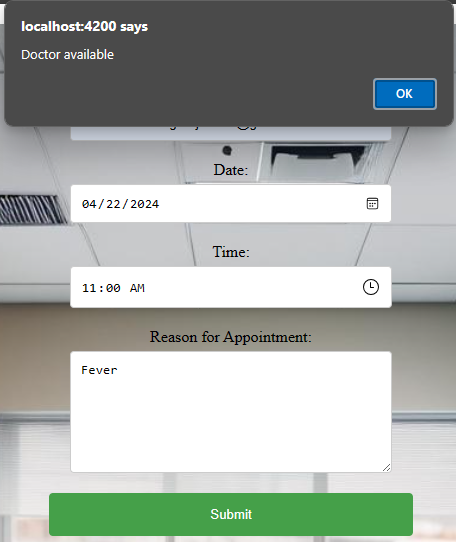 localhost:4200 says
Doctor available
OK
Date:
04/22/2024
Time:
11:00 AM
Reason for Appointment:
Fever
Submit